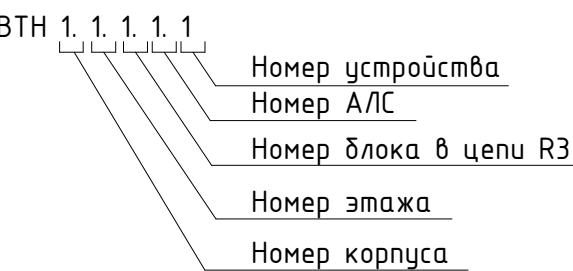 ВТН 1. 1. 1. 1. 1
Номер устройства
Номер АЛС
Номер блока в цепи R3
Номер этажа
Номер корпуса